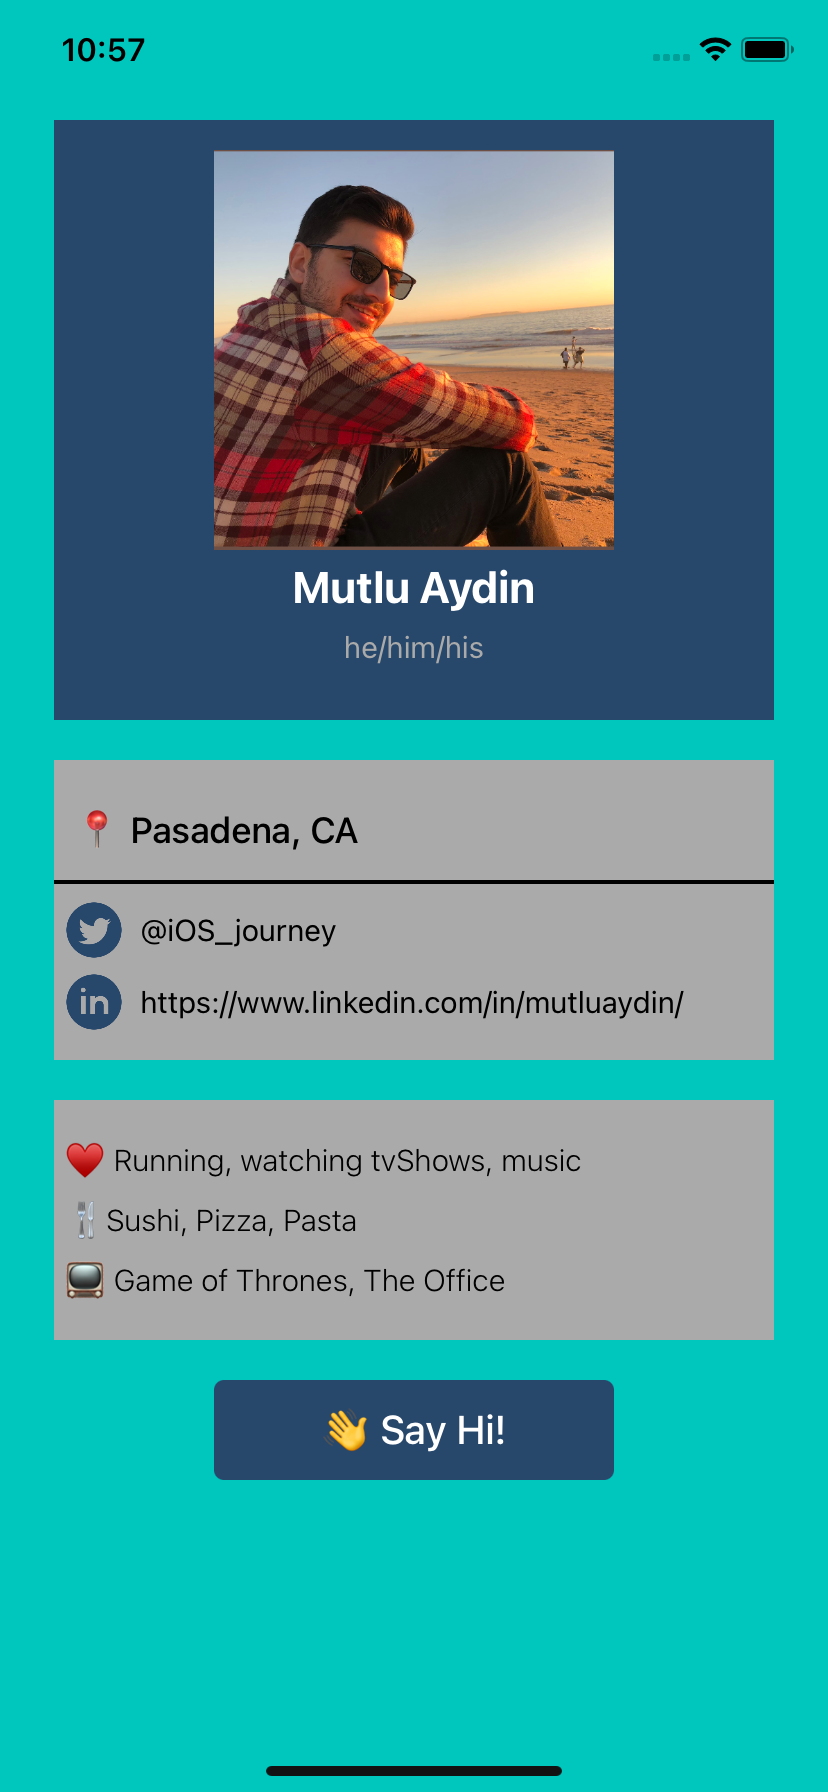 10:57
Mutlu Aydin
he/him/his
📍 Pasadena, CA
@iOS_journey
in https://www.linkedin.com/in/mutluaydin/
♥️ Running, watching tvShows, music
🍴Sushi, Pizza, Pasta
📺 Game of Thrones, The Office
👋 Say Hi!